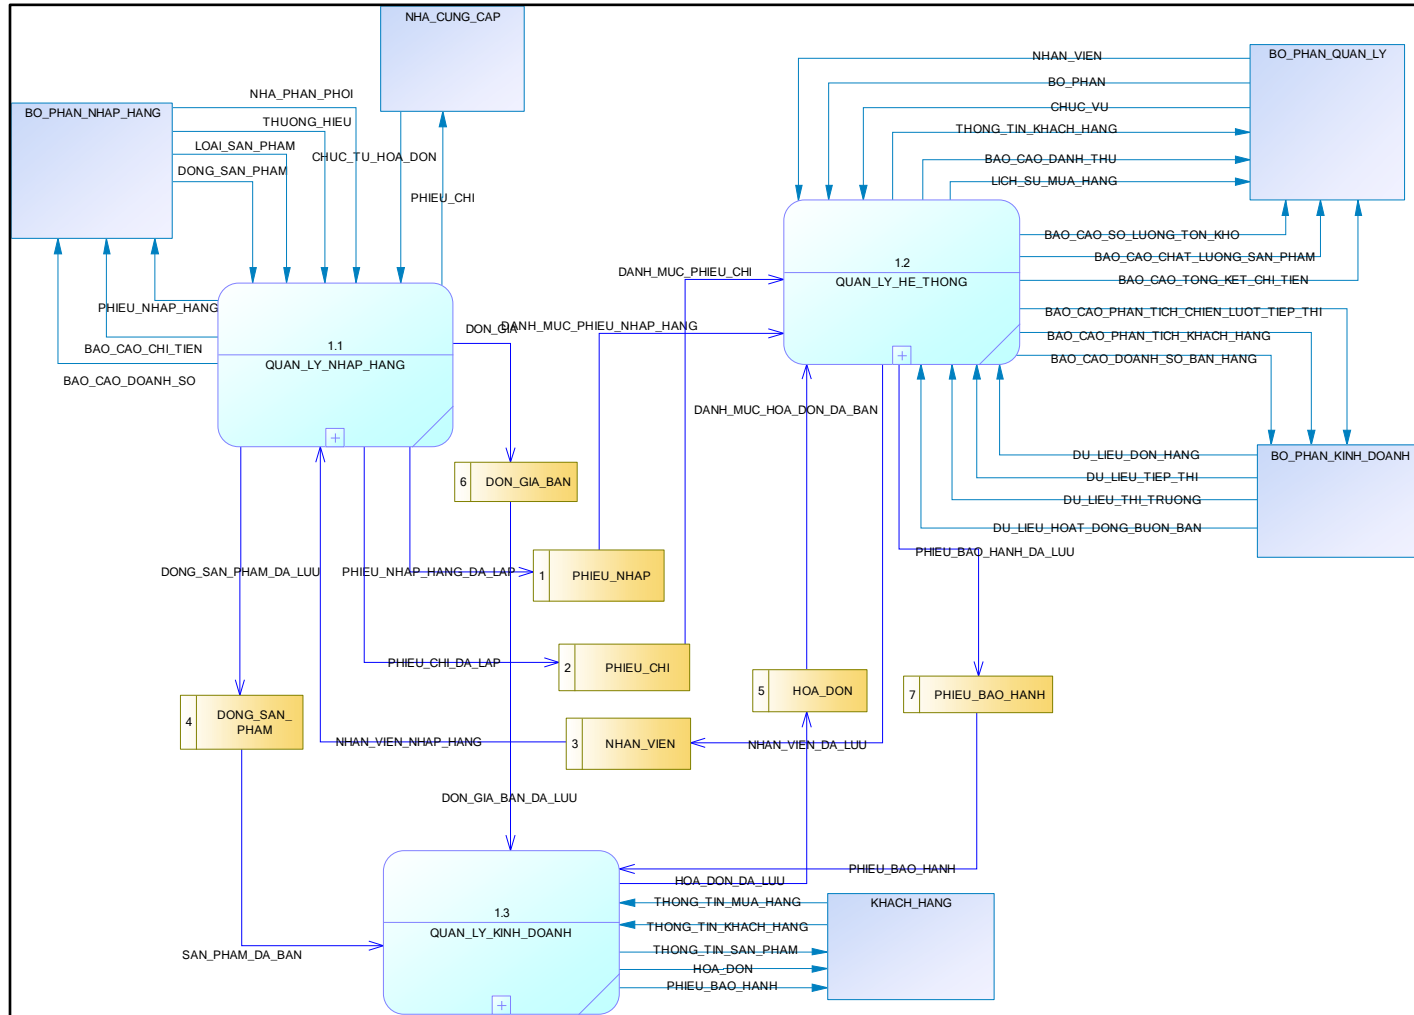 NHA_CUNG_CAP
NHAN_VIEN
BO_PHAN_QUAN_LY
BO_PHAN
NHA_PHAN_PHOI
BO_PHAN_NHAP_HANG
CHUC_VU
THUONG_HIEU
THONG_TIN_KHACH_HANG
LOAI_SAN_PHAM
CHUC_TU_HOA_DON
BAO_CAO_DANH_THU
DONG_SAN_PHAM
LICH_SU_MUA_HANG
PHIEU_CHI
BAO_CAO_SO_LUONG_TON_KHO
BAO_CAO_CHAT_LUONG_SAN_PHAM
1.2
DANH_MUC_PHIEU_CHI
QUAN_LY_HE_THONG
BAO_CAO_TONG_KET_CHI_TIEN
PHIEU_NHAP_HANG
BAO_CAO_PHAN_TICH_CHIEN_LUOT_TIEP_THI
DON_GIA
DANH_MUC_PHIEU_NHAP_HANG
BAO_CAO_PHAN_TICH_KHACH_HANG
1.1
BAO_CAO_CHI_TIEN
BAO_CAO_DOANH_SO_BAN_HANG
QUAN_LY_NHAP_HANG
BAO_CAO_DOANH_SO
DANH_MUC_HOA_DON_DA_BAN
DU_LIEU_DON_HANG
BO_PHAN_KINH_DOANH
DU_LIEU_TIEP_THI
6
DON_GIA_BAN
DU_LIEU_THI_TRUONG
DU_LIEU_HOAT_DONG_BUON_BAN
PHIEU_BAO_HANH_DA_LUU
DONG_SAN_PHAM_DA_LUU
PHIEU_NHAP_HANG_DA_LAP
1
PHIEU_NHAP
PHIEU_CHI_DA_LAP
2
PHIEU_CHI
5
HOA_DON
7
PHIEU_BAO_HANH
4
DONG_SAN_
PHAM
NHAN_VIEN_NHAP_HANG
3
NHAN_VIEN
NHAN_VIEN_DA_LUU
DON_GIA_BAN_DA_LUU
PHIEU_BAO_HANH
HOA_DON_DA_LUU
THONG_TIN_MUA_HANG
KHACH_HANG
1.3
THONG_TIN_KHACH_HANG
QUAN_LY_KINH_DOANH
THONG_TIN_SAN_PHAM
SAN_PHAM_DA_BAN
HOA_DON
PHIEU_BAO_HANH